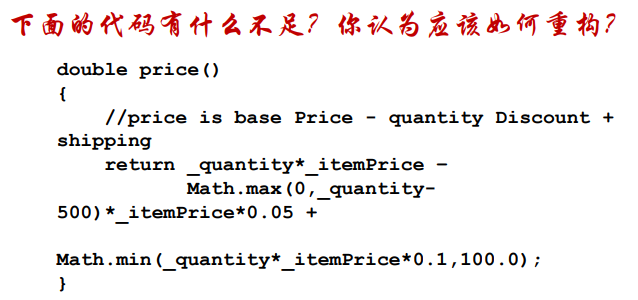 下面的代码有什么不足？你认为应该如何重构？
double price()
{
//price is base Price - quantity Discount +
shipping
return _quantity*_itemPrice –
Math.max(0,_quantity-
500)*_itemPrice*0.05 +
Math.min(_quantity*_itemPrice*0.1,100.0);
}